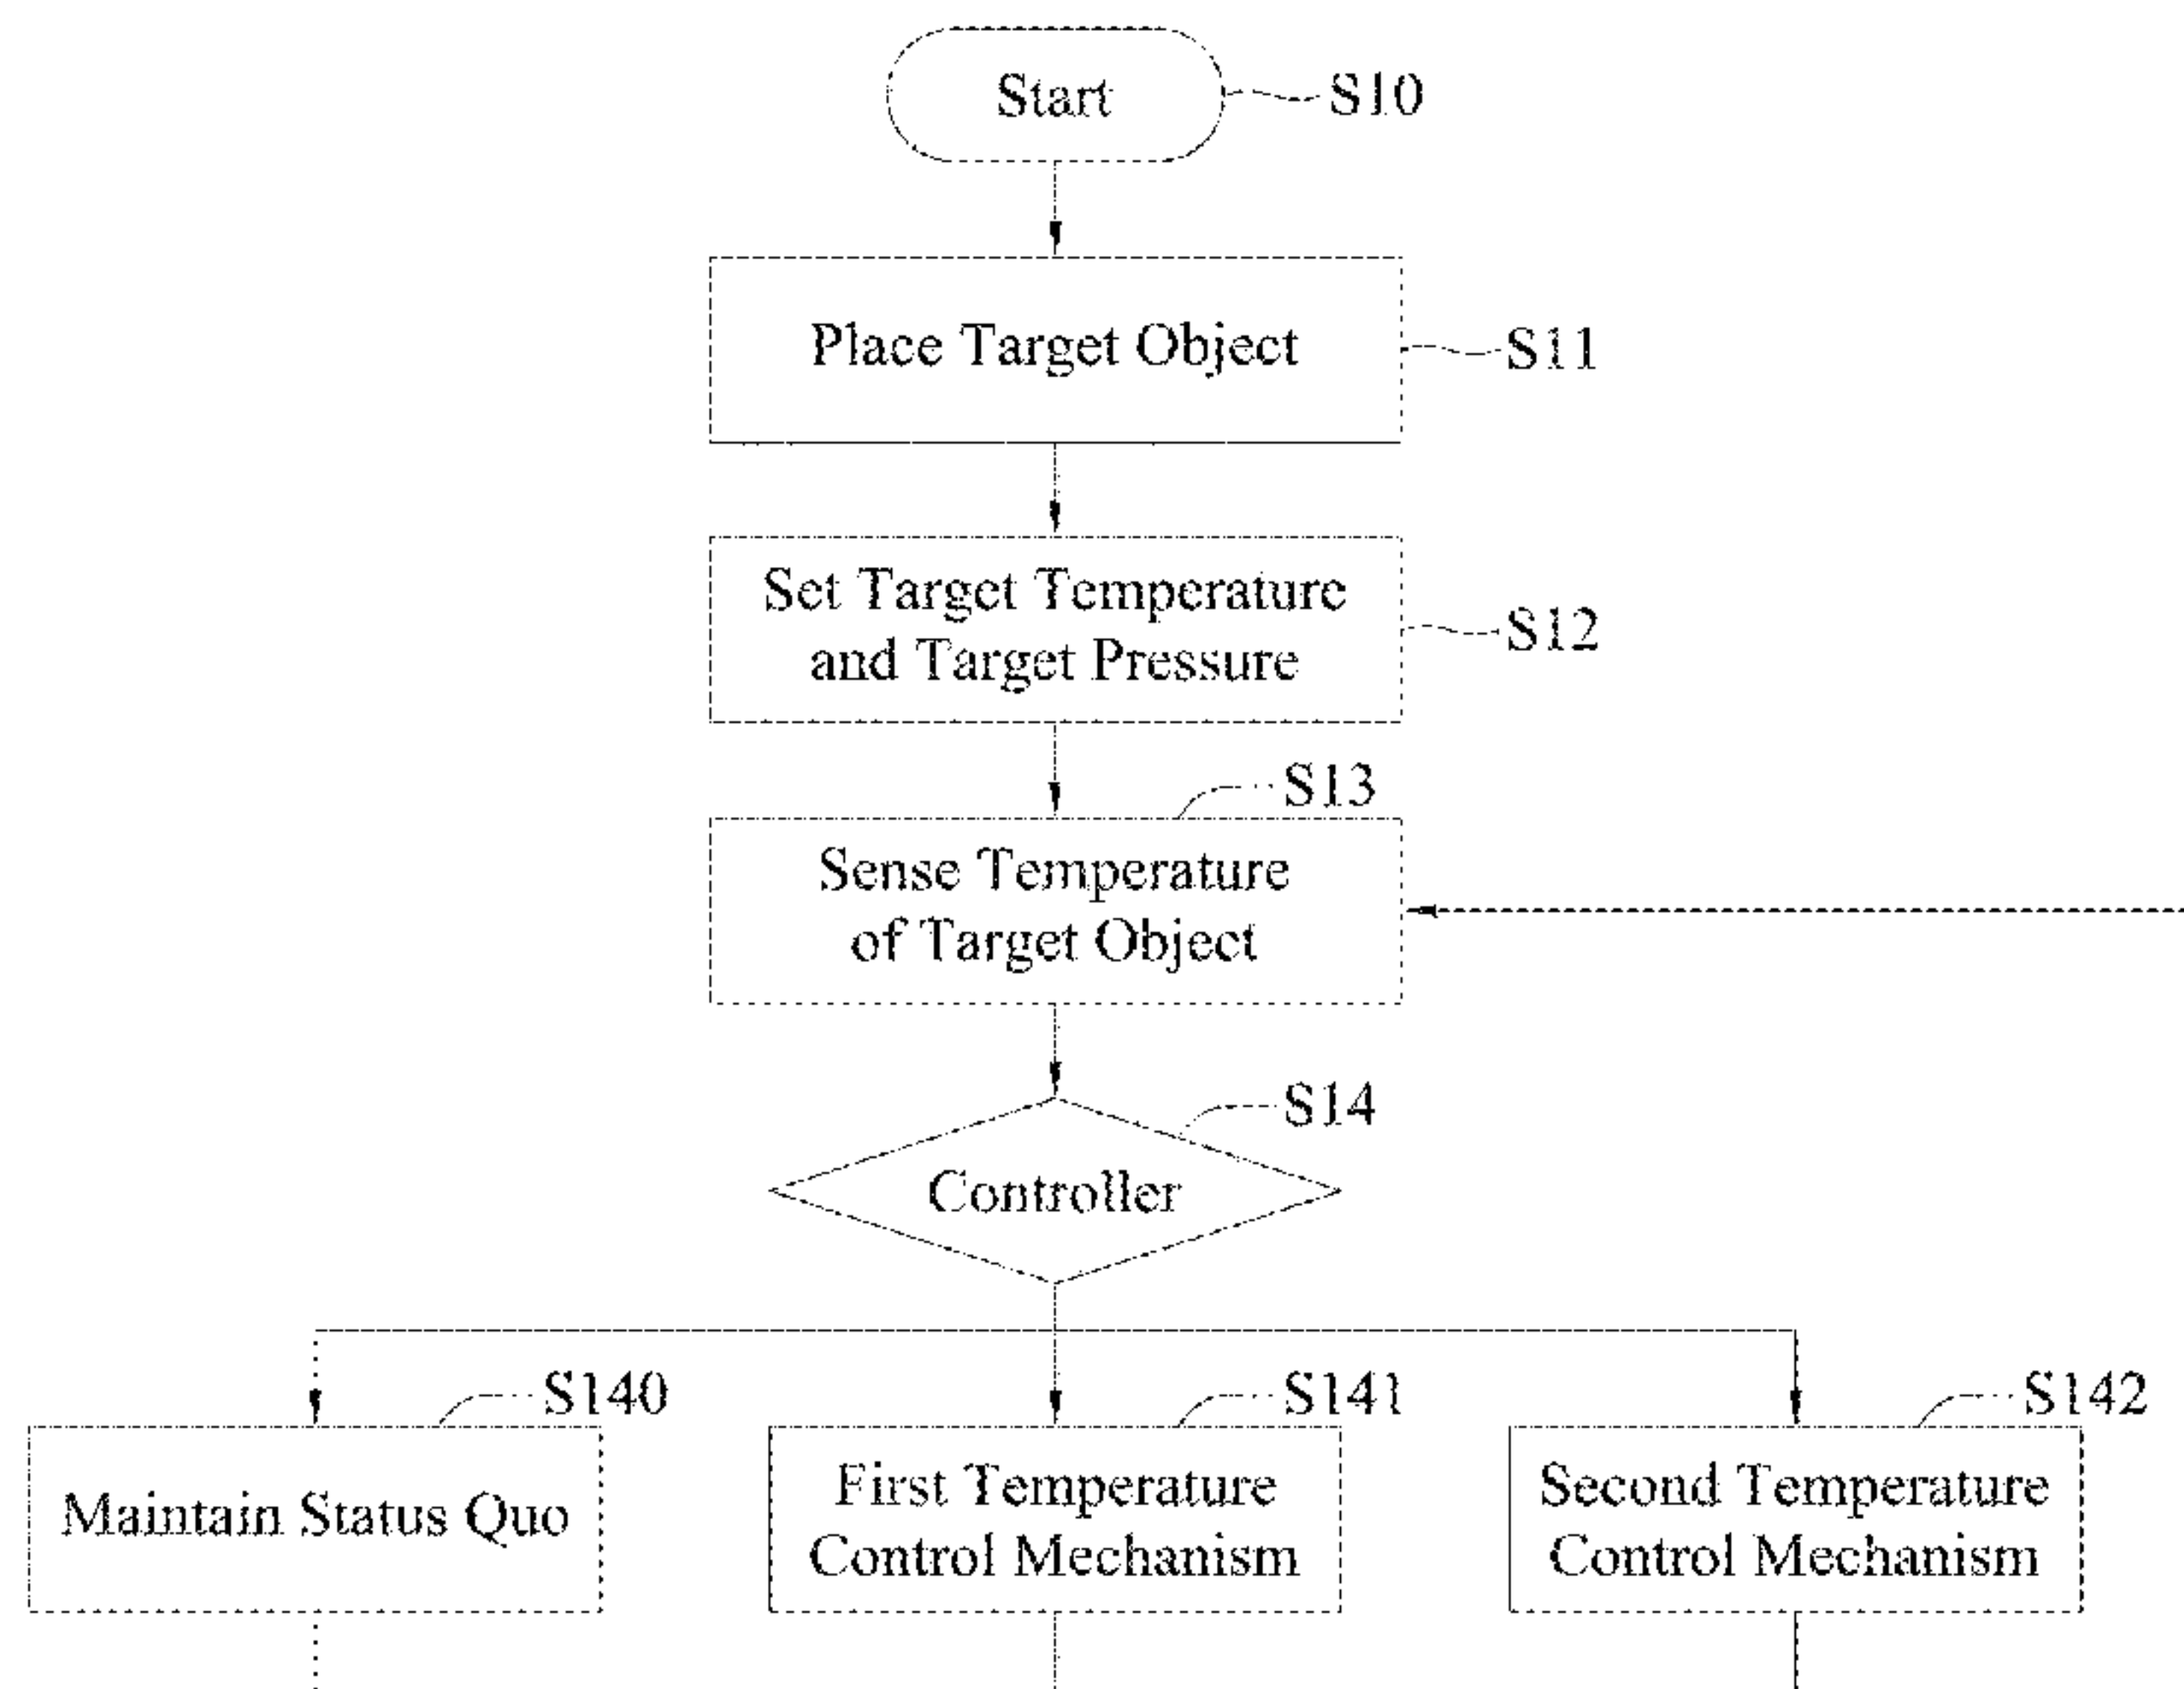 Start
S10
Place Target Object
S11
Set Target Temperature
and Target Pressure
S12
S13
Sense Temperature
of Target Object
S14
Controller
S140
S141
S142
Maintain Status Quo
First Temperature
Control Mechanism
Second Temperature
Control Mechanism